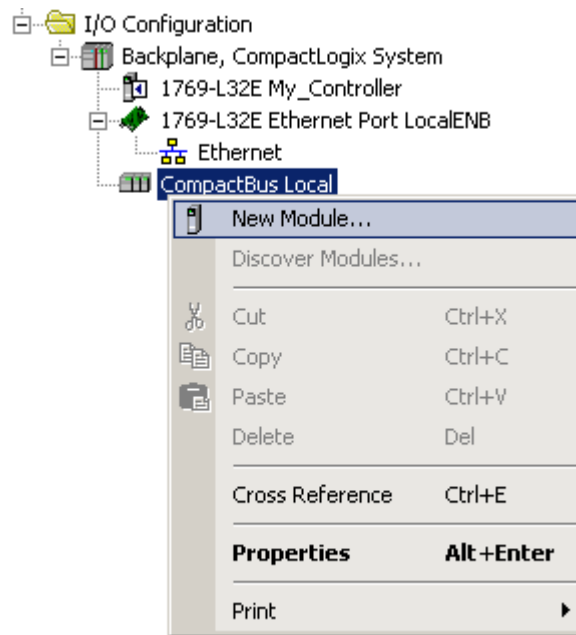 I/O Configuration
Backplane, CompactLogix System
1769-L32E My_Controller
1769-L32E Ethernet Port LocalENB
Ethernet
CompactBus Local
New Module...
Discover Modules...
Cut Ctrl+X
Copy Ctrl+C
Paste Ctrl+V
Delete Del
Cross Reference Ctrl+E
Properties Alt+Enter
Print